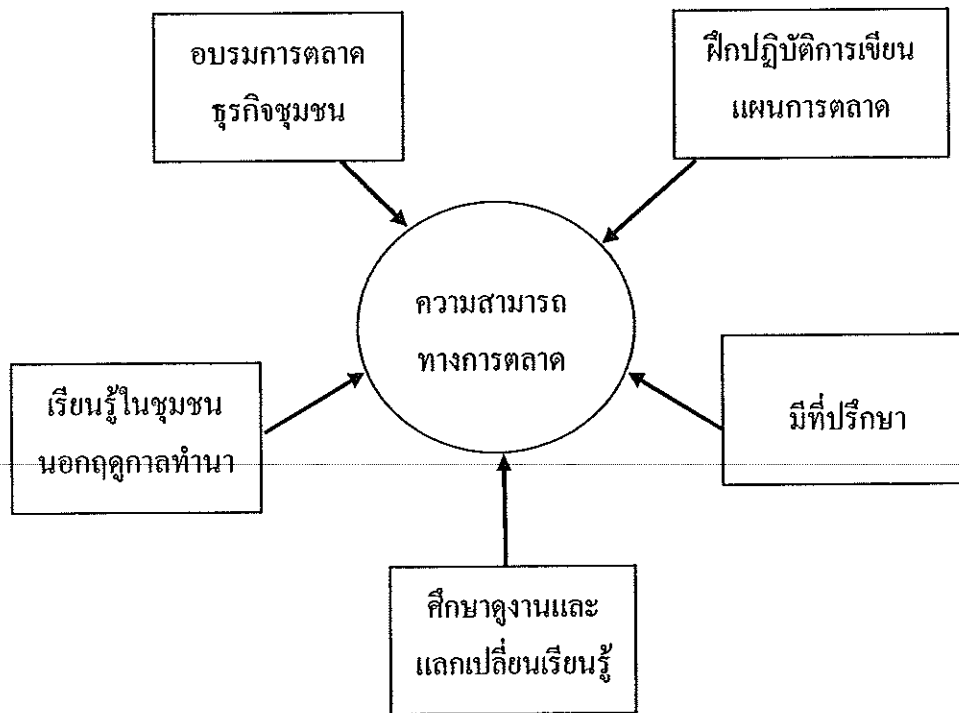 อบรมการตลาด
ธุรกิจชุมชน
ฝึกปฏิบัติการเขียน
แผนการตลาด
ความสามารถ
ทางการตลาด
เรียนรู้ในชุมชน
นอกฤดูกาลทำนา
มีที่ปรึกษา
ศึกษาดูงานและ
แลกเปลี่ยนเรียนรู้